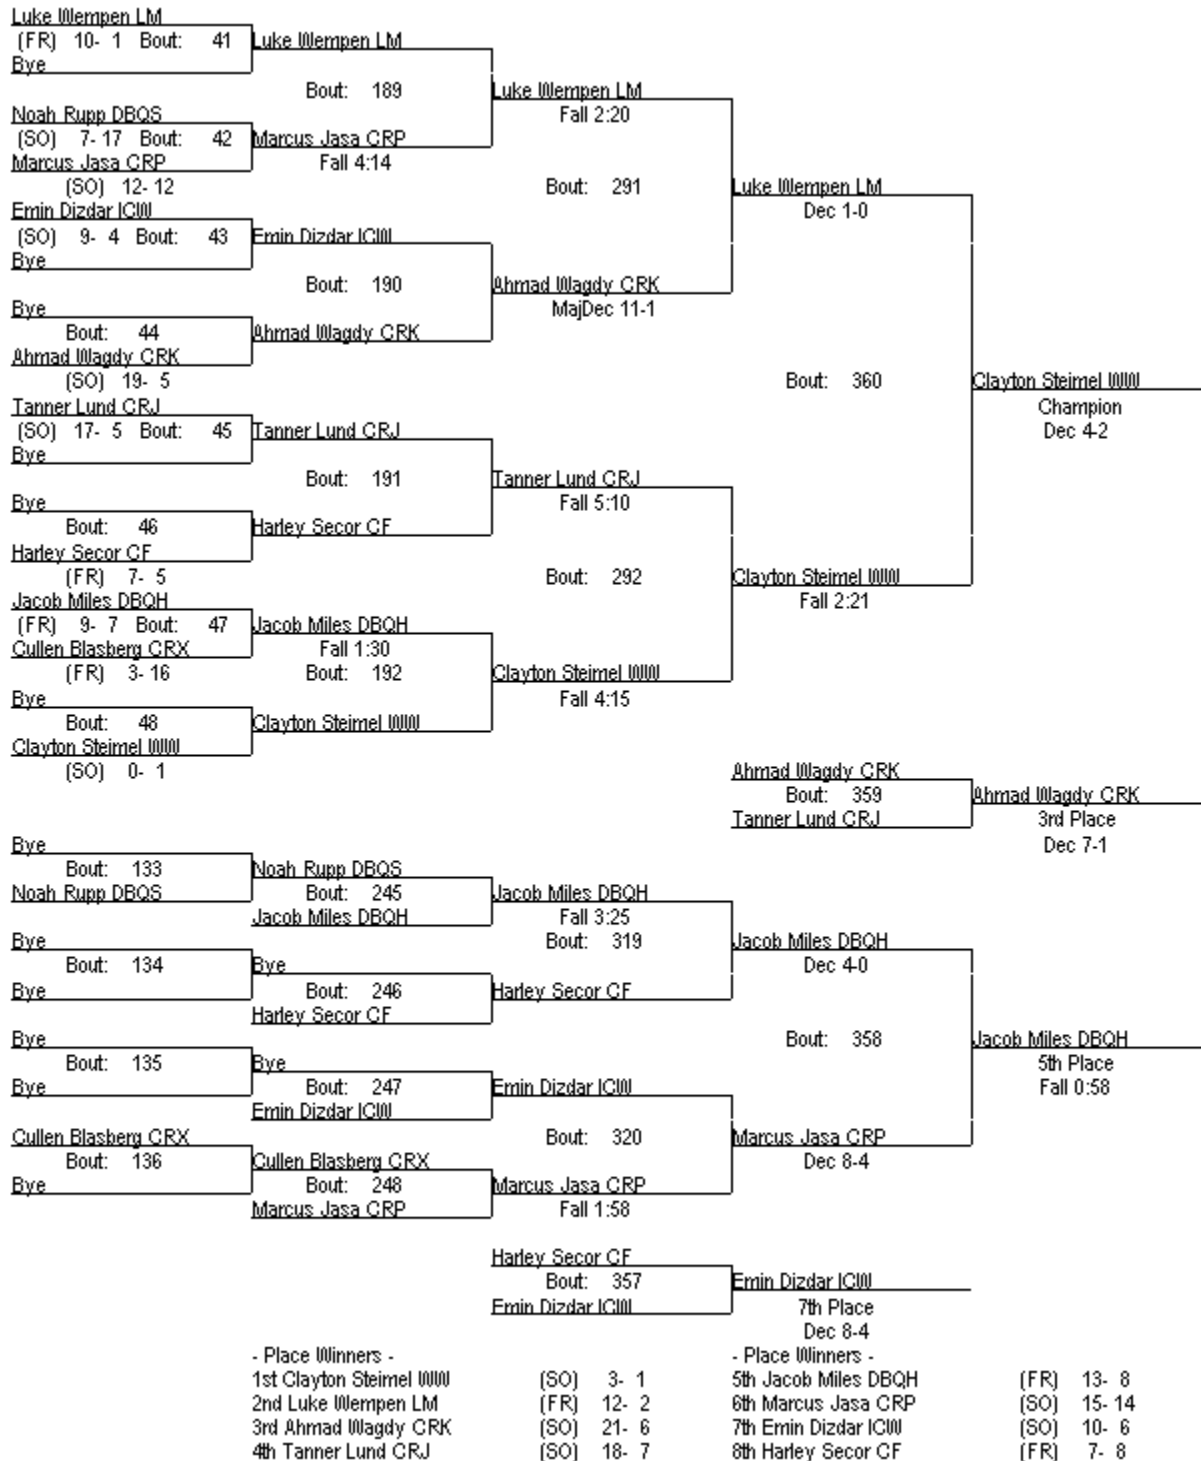 Luke Wempen LM
(FR) 10- 1 Bout: 41 Luke Wempen LM
Bye
Bout: 189 Luke Wempen LM
Noah Rupp DBQS Fall 2:20
(SO) 7- 17 Bout: 42 Marcus Jasa CRP
Marcus Jasa CRP Fall 4:14
(SO) 12- 12 Bout: 291 Luke Wempen LM
Emin Dizdar ICW Dec 1-0
(SO) 9- 4 Bout: 43 Emin Dizdar ICW
Bye
Bout: 190 Ahmad Wagdy CRK
Bye MajDec 11-1
Bout: 44 Ahmad Wagdy CRK
Ahmad Wagdy CRK
(SO) 19- 5 Bout: 360 Clayton Steimel WW
Tanner Lund CRJ Champion
(SO) 17- 5 Bout: 45 Tanner Lund CRJ Dec 4-2
Bye
Bout: 191 Tanner Lund CRJ
Bye Fall 5:10
Bout: 46 Harley Secor CF
Harley Secor CF
(FR) 7- 5 Bout: 292 Clayton Steimel WW
Jacob Miles DBQH Fall 2:21
(FR) 9- 7 Bout: 47 Jacob Miles DBQH
Cullen Blasberg CRX Fall 1:30
(FR) 3- 16 Bout: 192 Clayton Steimel WW
Bye Fall 4:15
Bout: 48 Clayton Steimel WW
Clayton Steimel WW
(SO) 0- 1 Ahmad Wagdy CRK
Bout: 359 Ahmad Wagdy CRK
Tanner Lund CRJ 3rd Place
Bye Dec 7-1
Bout: 133 Noah Rupp DBQS
Noah Rupp DBQS Bout: 245 Jacob Miles DBQH
Jacob Miles DBQH Fall 3:25
Bye Bout: 319 Jacob Miles DBQH
Bout: 134 Bye Dec 4-0
Bye Bout: 246 Harley Secor CF
Harley Secor CF
Bye Bout: 358 Jacob Miles DBQH
Bout: 135 Bye 5th Place
Bye Bout: 247 Emin Dizdar ICW Fall 0:58
Emin Dizdar ICW
Cullen Blasberg CRX Bout: 320 Marcus Jasa CRP
Bout: 136 Cullen Blasberg CRX Dec 8-4
Bye Bout: 248 Marcus Jasa CRP
Marcus Jasa CRP Fall 1:58
Harley Secor CF
Bout: 357 Emin Dizdar ICW
Emin Dizdar ICW 7th Place
Dec 8-4
- Place Winners - - Place Winners -
1st Clayton Steimel WW (SO) 3- 1 5th Jacob Miles DBQH (FR) 13- 8
2nd Luke Wempen LM (FR) 12- 2 6th Marcus Jasa CRP (SO) 15- 14
3rd Ahmad Wagdy CRK (SO) 21- 6 7th Emin Dizdar ICW (SO) 10- 6
4th Tanner Lund CRJ (SO) 18- 7 8th Harley Secor CF (FR) 7- 8